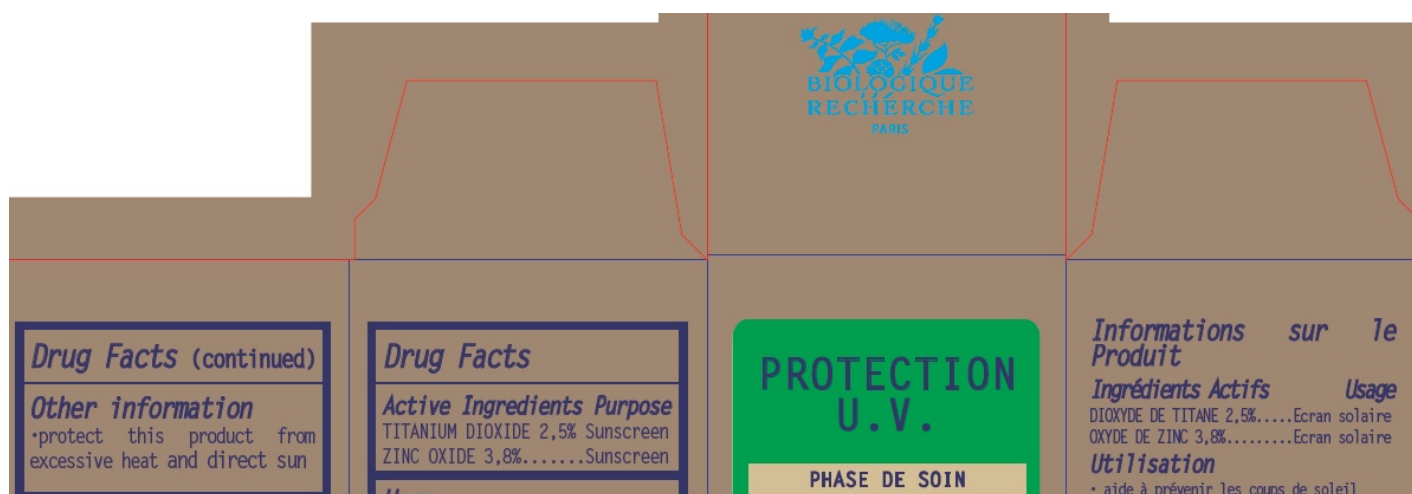 BIOLOGIQUE
RECHERCHE
PARIS
Drug Facts (continued)
Other information
•protect this product from
excessive heat and direct sun
Drug Facts
Active Ingredients Purpose
TITANIUM DIOXIDE 2,5% Sunscreen
ZINC OXIDE 3,8%.......Sunscreen
PROTECTION
U.V.
PHASE DE SOIN
Informations sur le
Produit
Ingrédients Actifs Usage
DIOXYDE DE TITANE 2,5%.....Ecran solaire
OXYDE DE ZINC 3,8%.........Ecran solaire
Utilisation
• aide à prévenir les coups de soleil